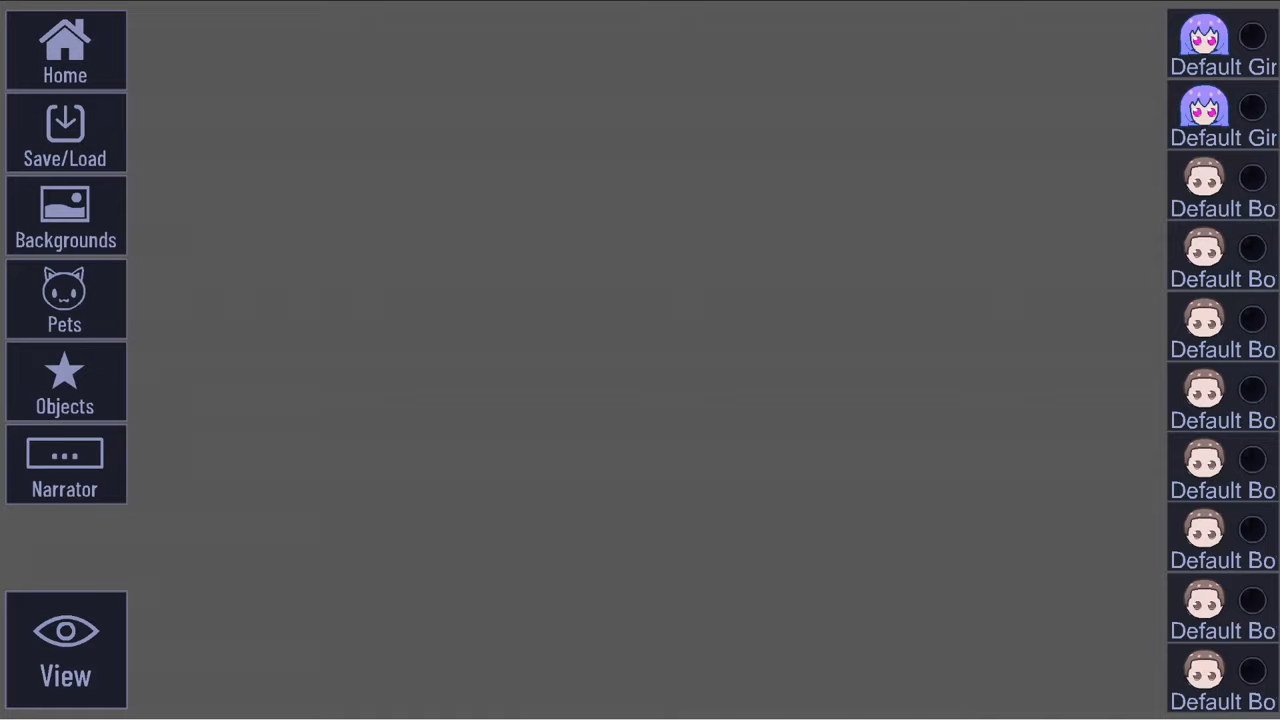 Home
Save/Load
Backgrounds
Pets
Objects
Narrator
View
Default Gir
Default Gir
Default Bo
Default Bo
Default Bo
Default Bo
Default Bo
Default Bo
Default Bo
Default Bo